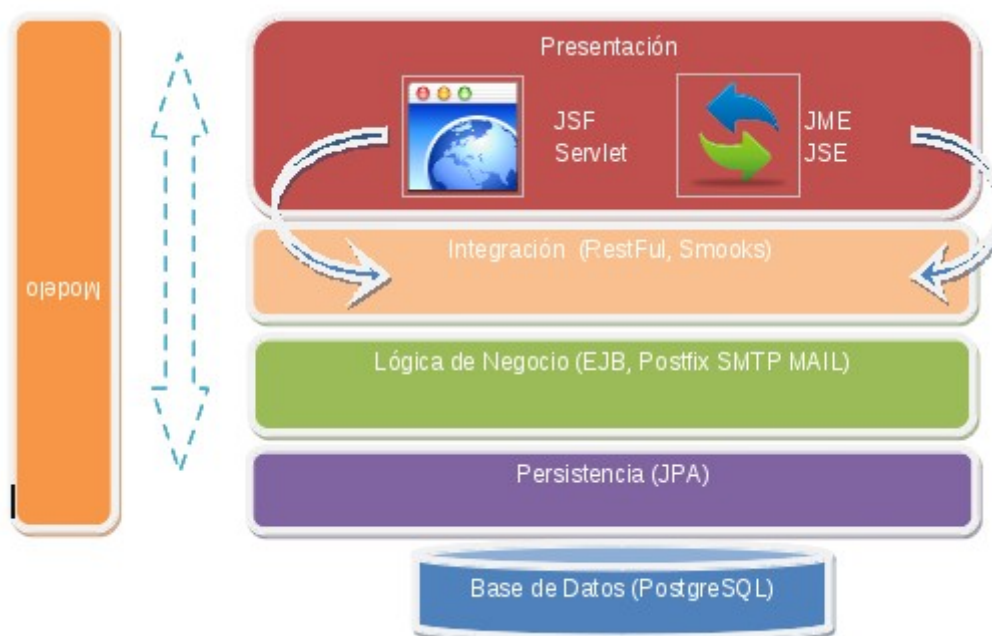 Modelo
Presentación
JSF
Servlet
JME
JSE
Integración (RestFul, Smooks)
Lógica de Negocio (EJB, Postfix SMTP MAIL)
Persistencia (JPA)
Base de Datos (PostgreSQL)